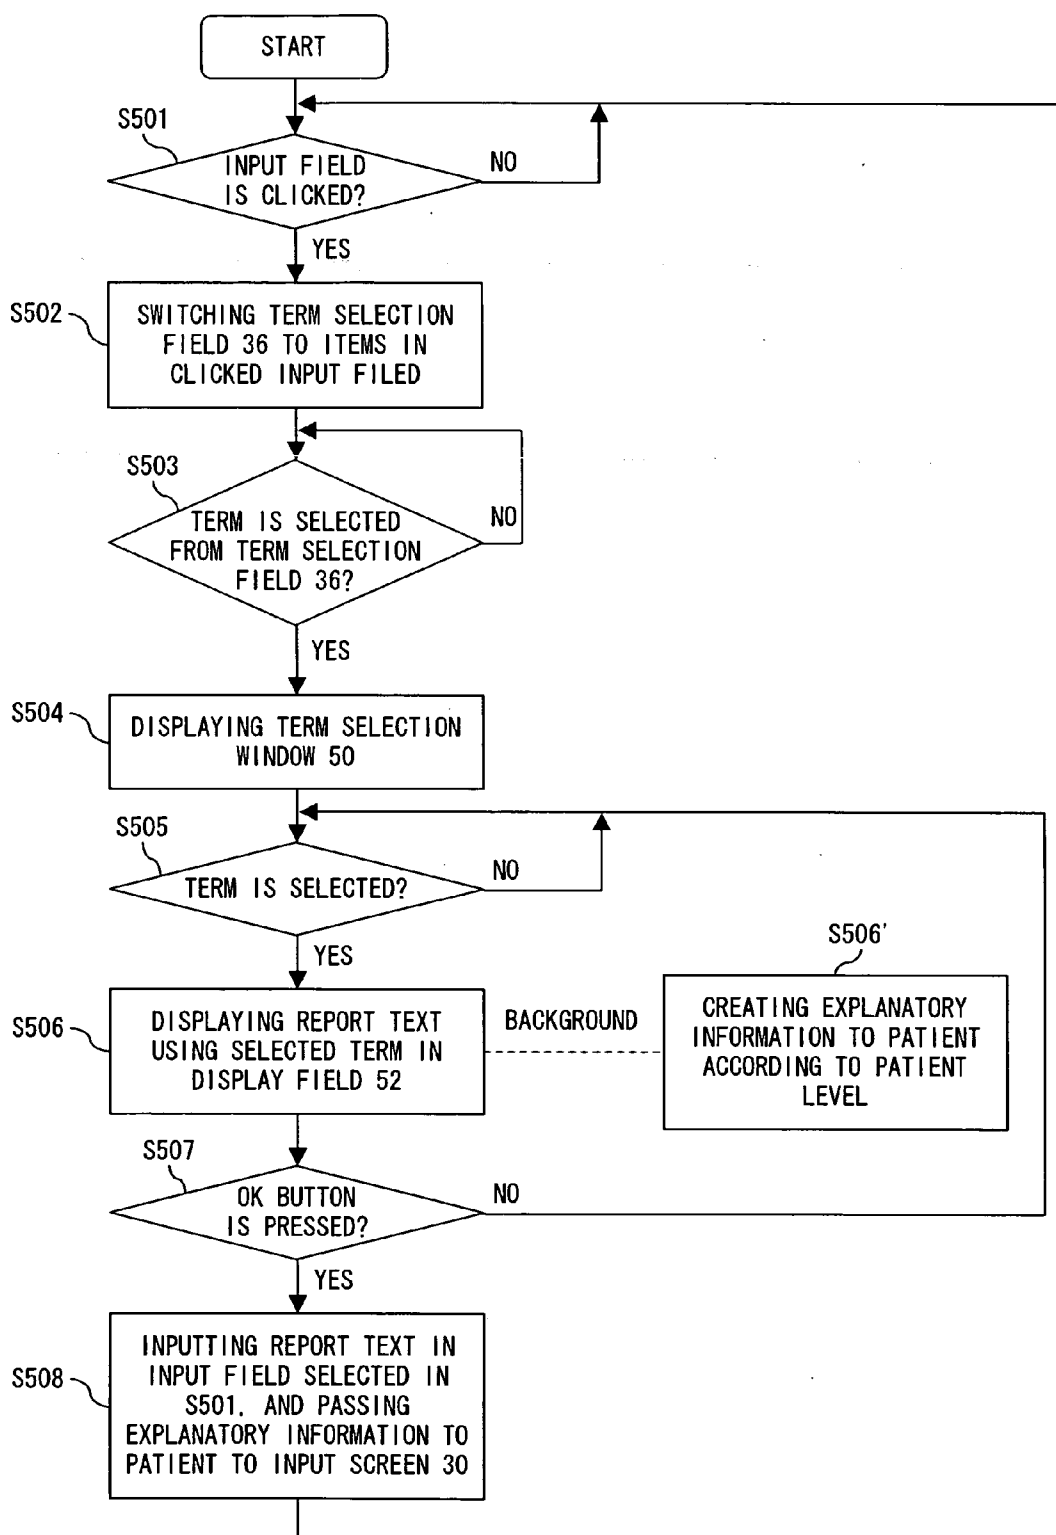 START
S501
INPUT FIELD
IS CLICKED?
NO
YES
S502
SWITCHING TERM SELECTION
FIELD 36 TO ITEMS IN
CLICKED INPUT FILED
S503
TERM IS SELECTED
FROM TERM SELECTION
FIELD 36?
NO
YES
S504
DISPLAYING TERM SELECTION
WINDOW 50
S505
TERM IS SELECTED?
NO
YES
S506
DISPLAYING REPORT TEXT
USING SELECTED TERM IN
DISPLAY FIELD 52
BACKGROUND
S506'
CREATING EXPLANATORY
INFORMATION TO PATIENT
ACCORDING TO PATIENT
LEVEL
S507
OK BUTTON
IS PRESSED?
NO
YES
S508
INPUTTING REPORT TEXT IN
INPUT FIELD SELECTED IN
S501, AND PASSING
EXPLANATORY INFORMATION TO
PATIENT TO INPUT SCREEN 30